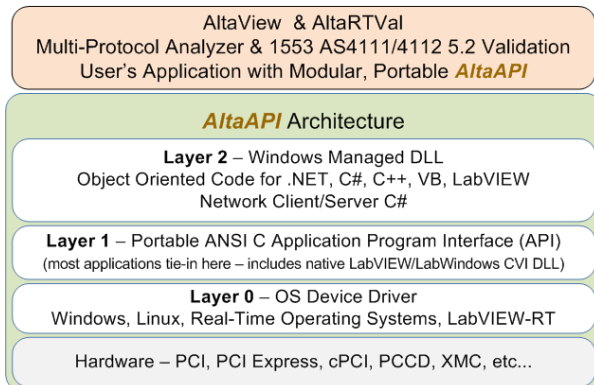 AltaView & AltaRTVal
Multi-Protocol Analyzer & 1553 AS4111/4112 5.2 Validation
User's Application with Modular, Portable AltaAPI
AltaAPI Architecture
Layer 2 – Windows Managed DLL
Object Oriented Code for .NET, C#, C++, VB, LabVIEW
Network Client/Server C#
Layer 1 – Portable ANSI C Application Program Interface (API)
(most applications tie-in here – includes native LabVIEW/LabWindows CVI DLL)
Layer 0 – OS Device Driver
Windows, Linux, Real-Time Operating Systems, LabVIEW-RT
Hardware – PCI, PCI Express, cPCI, PCCD, XMC, etc...